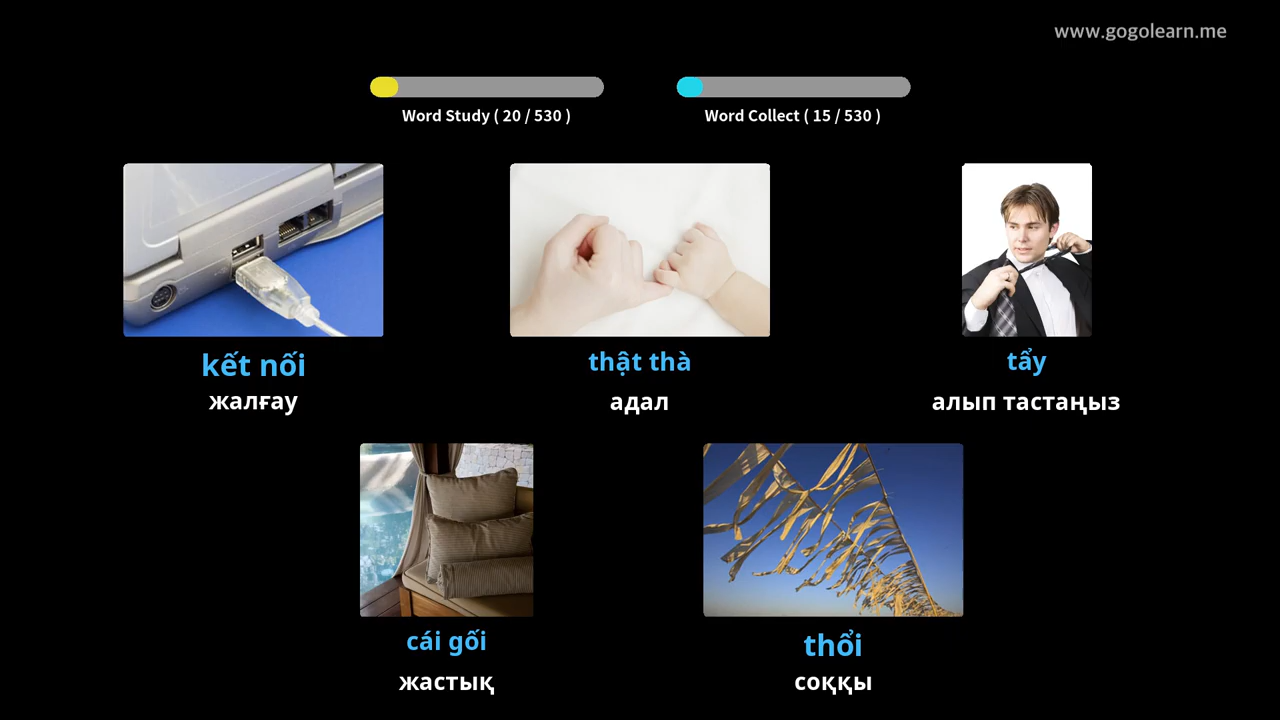 www.gogolearn.me
Word Study ( 20 / 530 )
Word Collect ( 15 / 530 )
kết nối
жалғау
thật thà
адал
tẩy
алып тастаңыз
cái gối
жастық
thổi
соққы